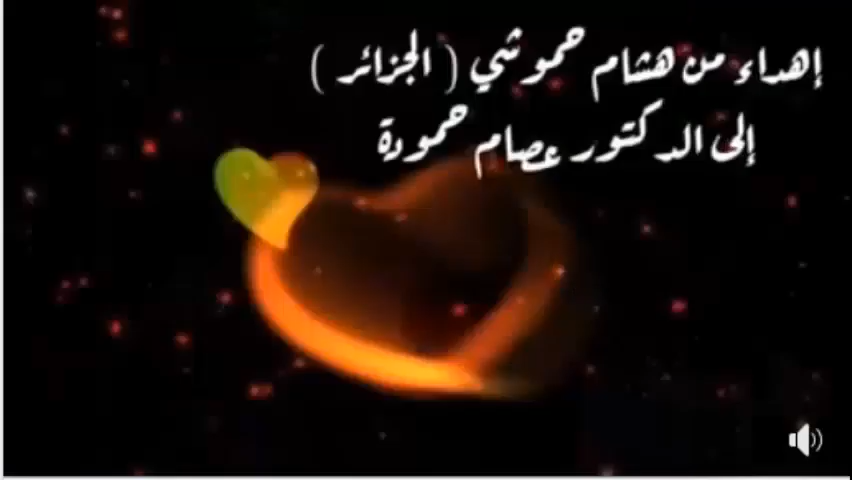 إهداء من هشام حموشي ( الجزائر )
إلى الدكتور عصام حمودة